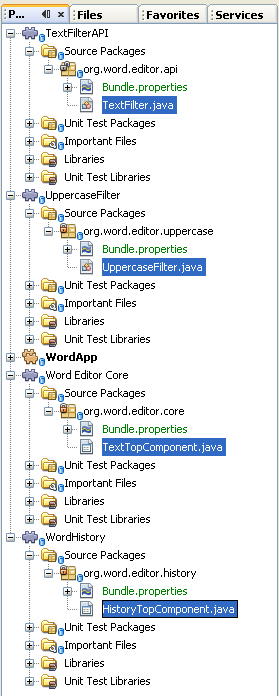 P... Files Favorites Services
TextFilterAPI
Source Packages
org.word.editor.api
Bundle.properties
TextFilter.java
Unit Test Packages
Important Files
Libraries
Unit Test Libraries
UppercaseFilter
Source Packages
org.word.editor.uppercase
Bundle.properties
UppercaseFilter.java
Unit Test Packages
Important Files
Libraries
Unit Test Libraries
WordApp
Word Editor Core
Source Packages
org.word.editor.core
Bundle.properties
TextTopComponent.java
Unit Test Packages
Important Files
Libraries
Unit Test Libraries
WordHistory
Source Packages
org.word.editor.history
Bundle.properties
HistoryTopComponent.java
Unit Test Packages
Important Files
Libraries
Unit Test Libraries